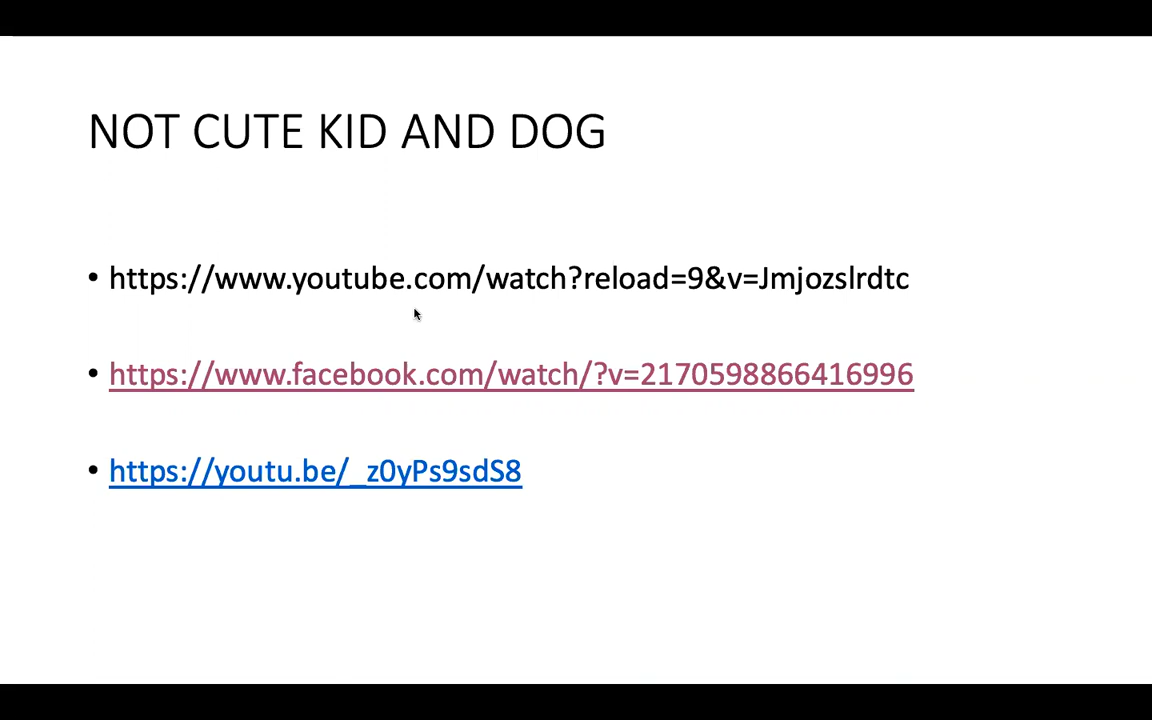 NOT CUTE KID AND DOG
• https://www.youtube.com/watch?reload=9&v=Jmjozslrdtc
• https://www.facebook.com/watch/?v=2170598866416996
• https://youtu.be/_z0yPs9sdS8